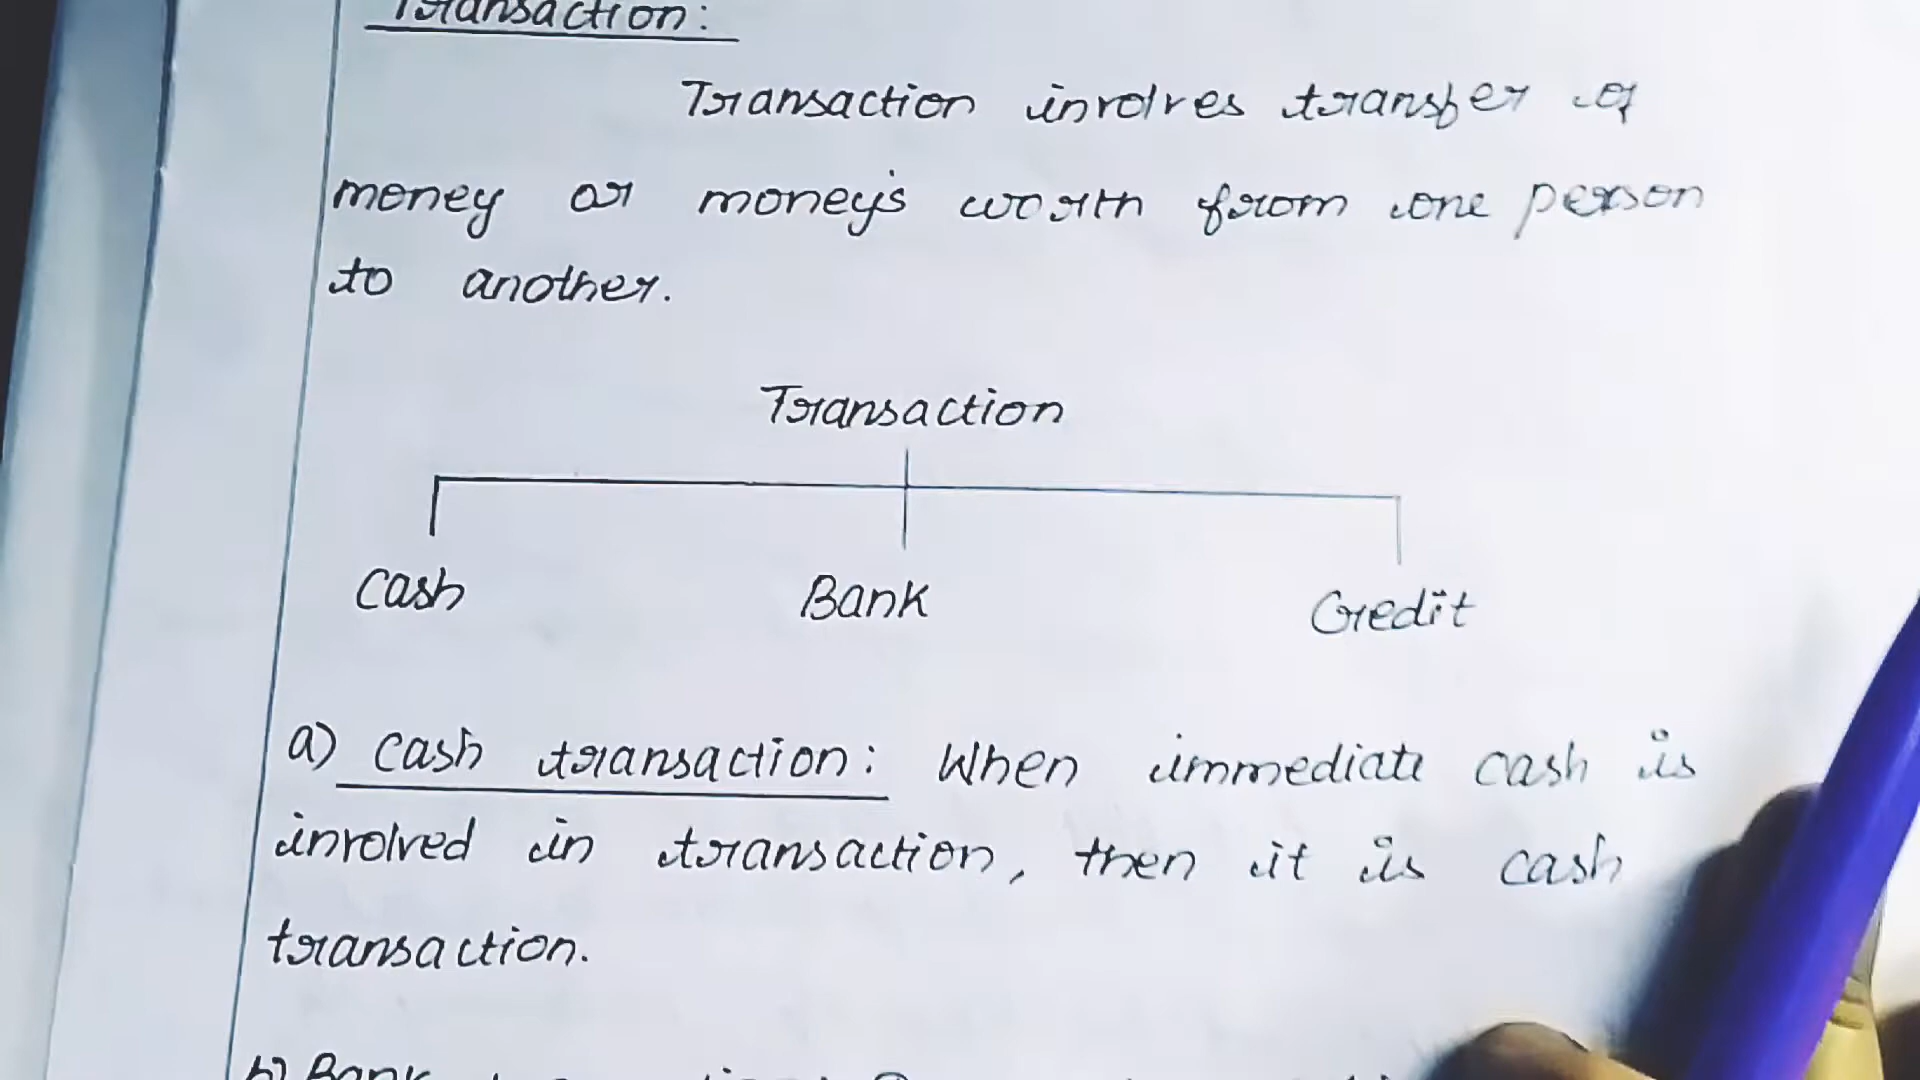 Transaction:
Transaction involves transfer of
money or money's worth from one person
to another.
Transaction
Cash Bank Credit
a) Cash transaction: When immediate cash is
involved in transaction, then it is cash
transaction.
b) Bank